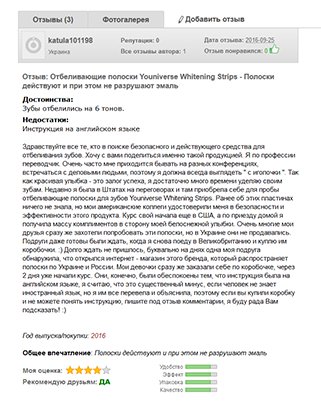 Отзывы (3)
Фотогалерея
Добавить отзыв
katula101198
Репутация: 0
Дата отзыва: 2016-09-25
Украина
Все отзывы автора: 1
Отзыв понравился: 0
Отзыв: Отбеливающие полоски Youniverse Whitening Strips - Полоски
действуют и при этом не разрушают эмаль
Достоинства:
Зубы отбелились на 6 тонов.
Недостатки:
Инструкция на английском языке
Здравствуйте все те, кто в поиске безопасного и действующего средства для
отбеливания зубов. Хочу с вами поделиться именно такой продукцией. Я по профессии
переводчик. Очень часто мне приходится бывать на разных конференциях,
встречаться с деловыми людьми, поэтому я должна всегда выглядеть " с иголочки ". Так
как красивая улыбка - это залог успеха, я достаточно много времени уделяю своим
зубам. Недавно я была в Штатах на переговорах и там приобрела себе для пробы
отбеливающие полоски для зубов Youniverse Whitening Strips. Ранее об этих пластинах
ничего не знала, но мои американские коллеги удостоверили меня в безопасности и
эффективности этого продукта. Курс свой начала еще в США, а по приезду домой я
получила массу комплиментов в сторону моей белоснежной улыбки. Очень многие мои
друзья сразу же захотели попробовать эти полоски, но в Украине они не продавались.
Подруги даже готовы были ждать, когда я снова поеду в Великобританию и куплю им
коробочки. :) Долго ждать не пришлось, буквально на днях одна моя подруга
обнаружила, что открылся интернет - магазин этого бренда, который распространяет
полоски по Украине и России. Мои девочки сразу же заказали себе по коробочке, через
2 дня уже начали курс. Они, конечно, были обеспокоены тем, что инструкция была на
английском языке, я считаю, что это существенный минус, если человек не знает
иностранный язык, но я им все перевела и объяснила, поэтому если вы купили коробку
и не можете понять инструкцию, пишите под отзыв комментарии, я буду рада Вам
подсказать! :)
Год выпуска/покупки: 2016
Общее впечатление: Полоски действуют и при этом не разрушают эмаль
Моя оценка:
Рекомендую друзьям: ДА
Удобство
Эффект
Упаковка
Качество